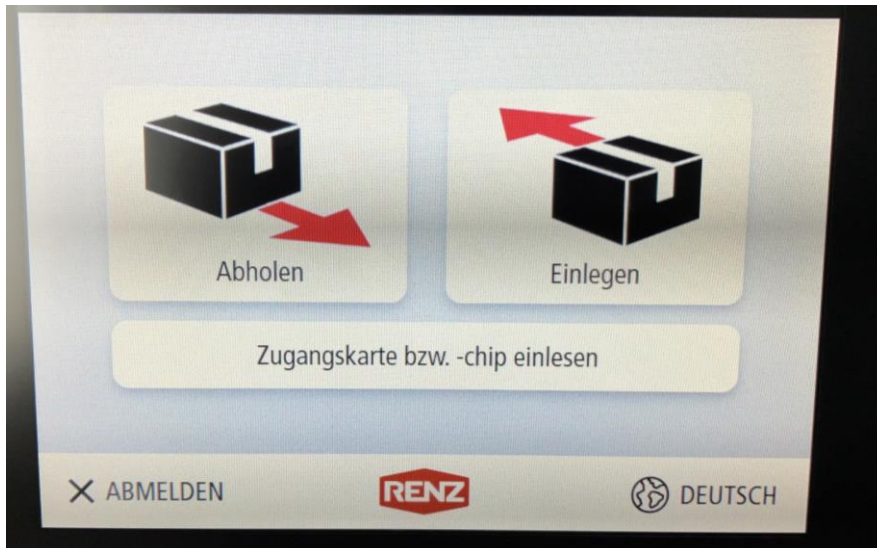 Abholen
Einlegen
Zugangskarte bzw. -chip einlesen
ABMELDEN
RENZ
DEUTSCH